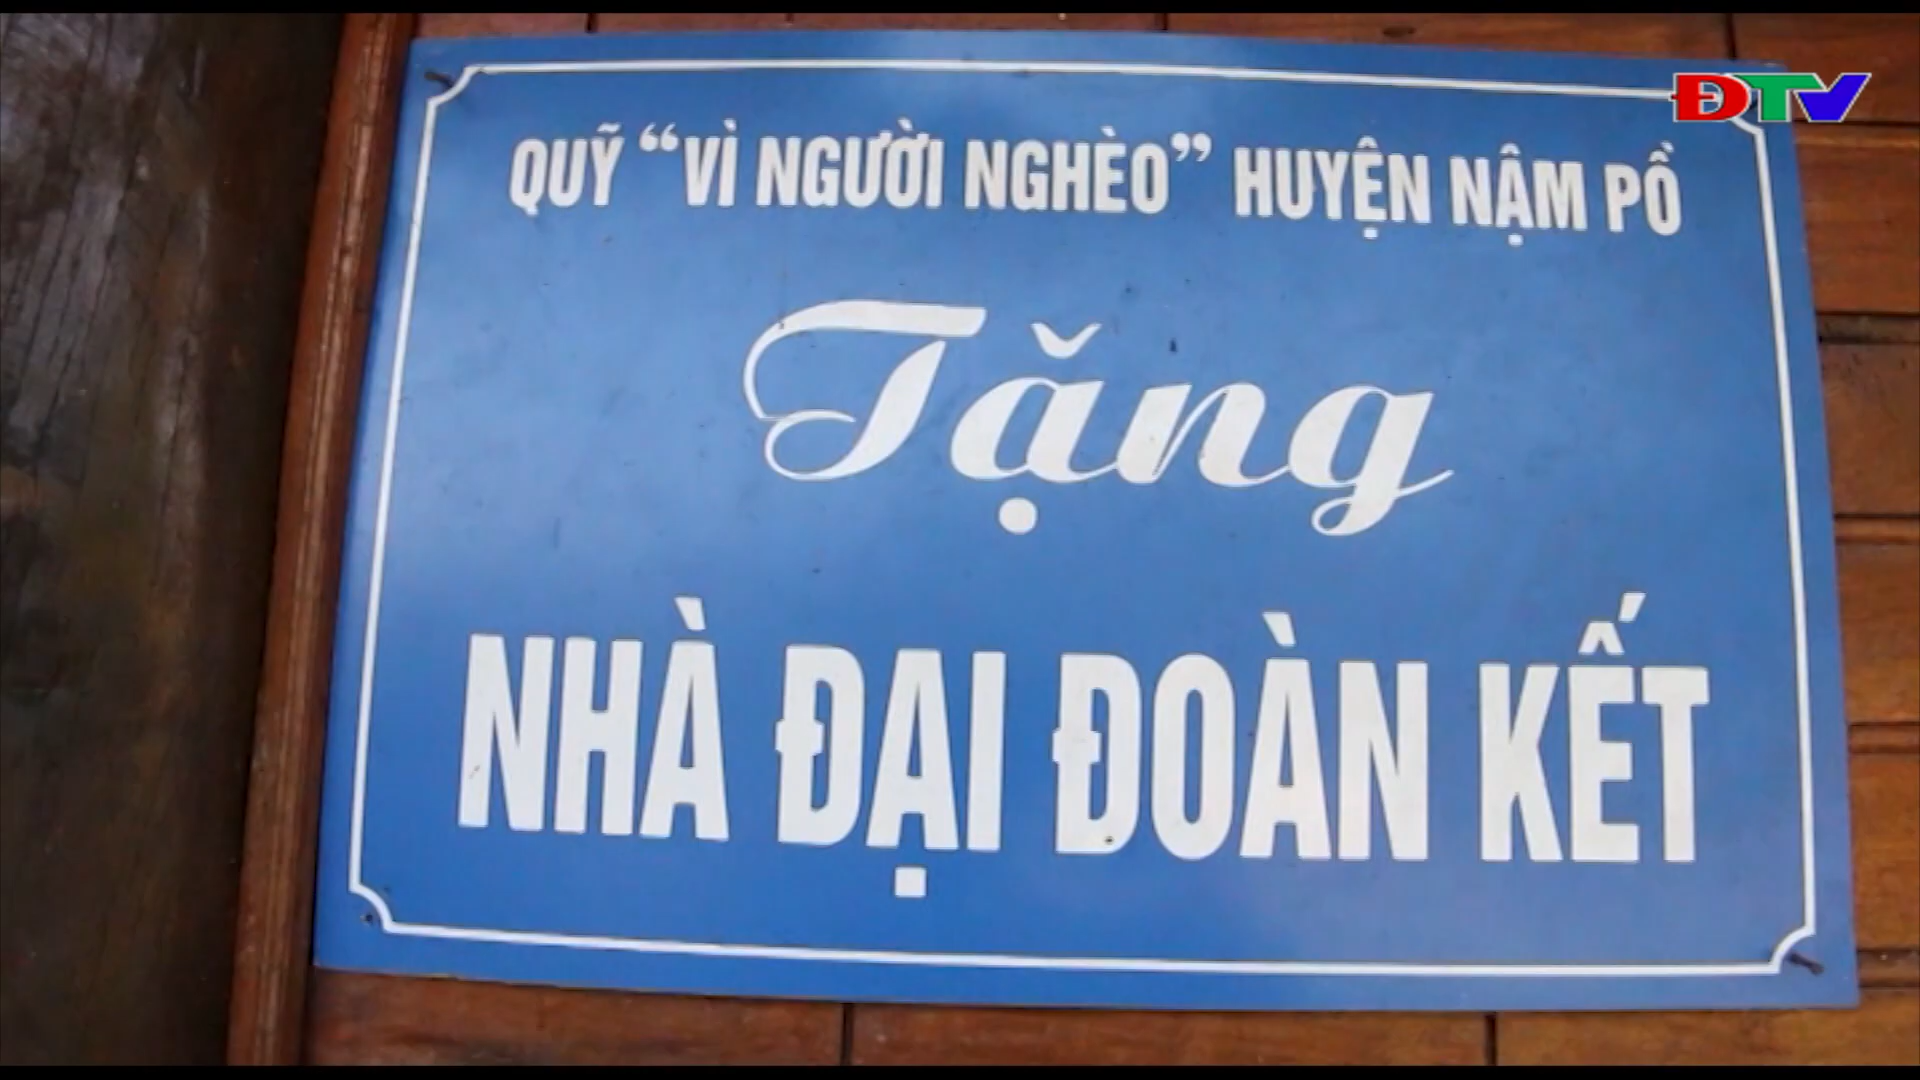 ĐTV
QUỸ “VÌ NGƯỜI NGHÈO” HUYỆN NẬM PỒ
Tặng
NHÀ ĐẠI ĐOÀN KẾT